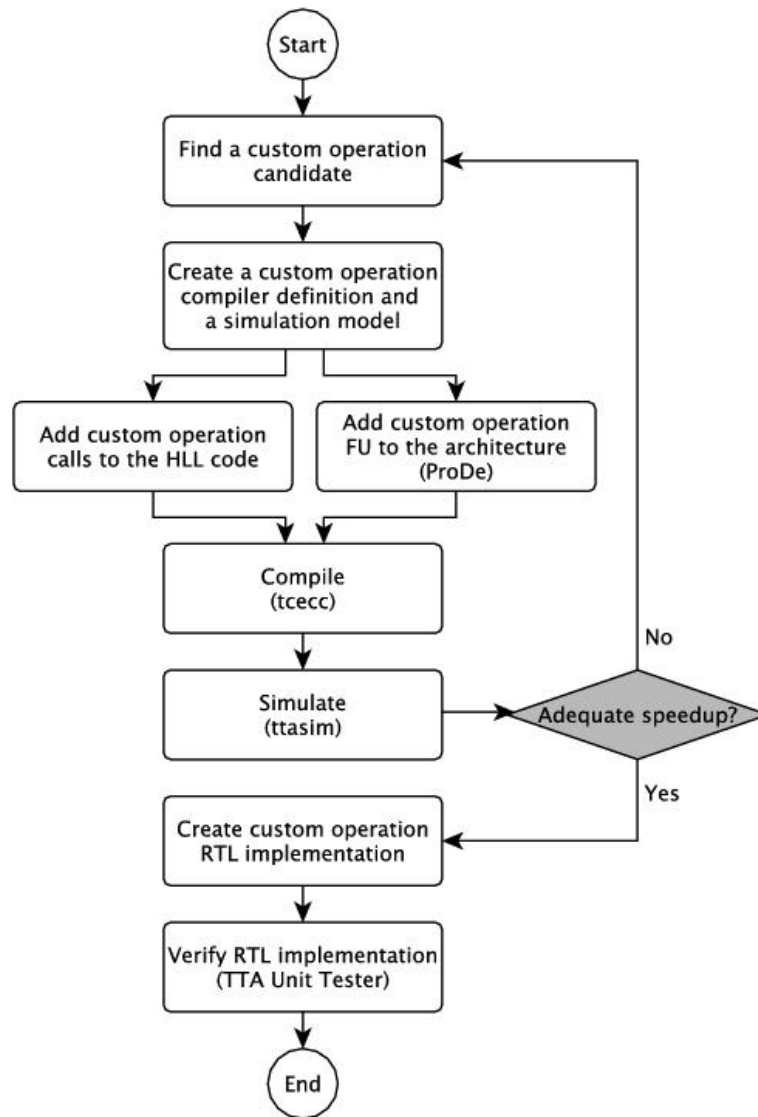 Start
Find a custom operation
candidate
Create a custom operation
compiler definition and
a simulation model
Add custom operation
calls to the HLL code
Add custom operation
FU to the architecture
(ProDe)
Compile
(tcecc)
No
Simulate
(ttasim)
Adequate speedup?
Yes
Create custom operation
RTL implementation
Verify RTL implementation
(TTA Unit Tester)
End